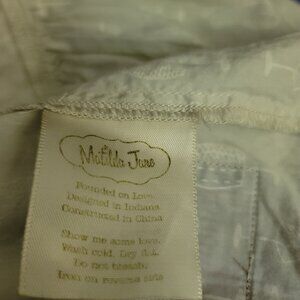 Matilda Jane
Founded on Love.
Designed in Indiana.
Constructed in China
Show me some love.
Wash cold. Dry flat.
Do not bleach.
Iron on reverse side